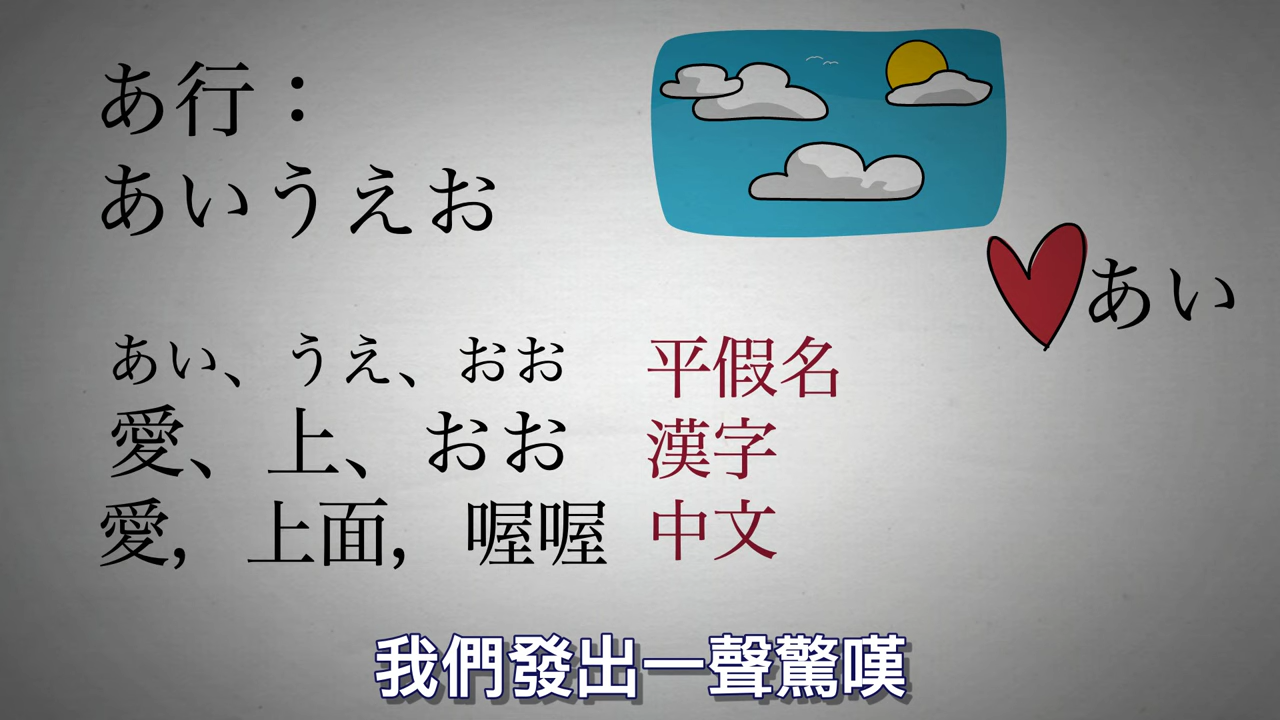 あ行：
あいうえお
あい
あい、うえ、おお 平假名
愛、上、おお 漢字
愛，上面，喔喔 中文
我們發出一聲驚嘆